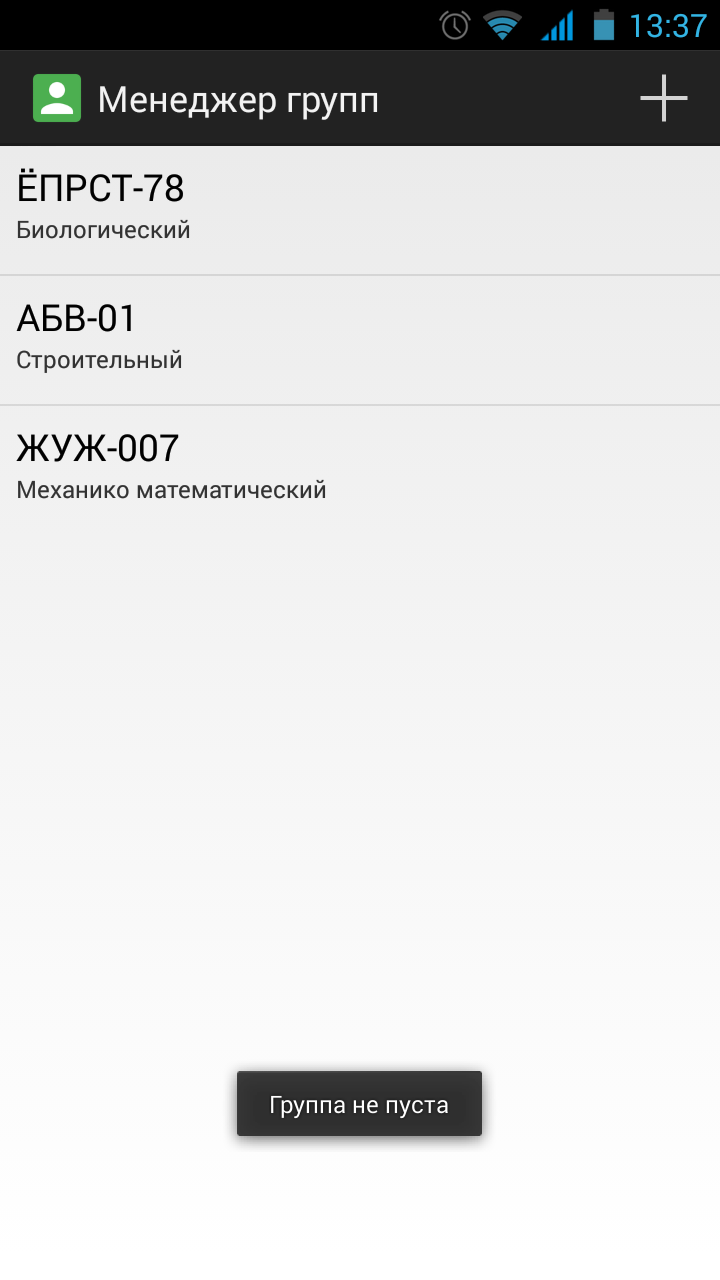 13:37
Менеджер групп
ЁПРСТ-78
Биологический
АБВ-01
Строительный
ЖУЖ-007
Механико математический
Группа не пуста